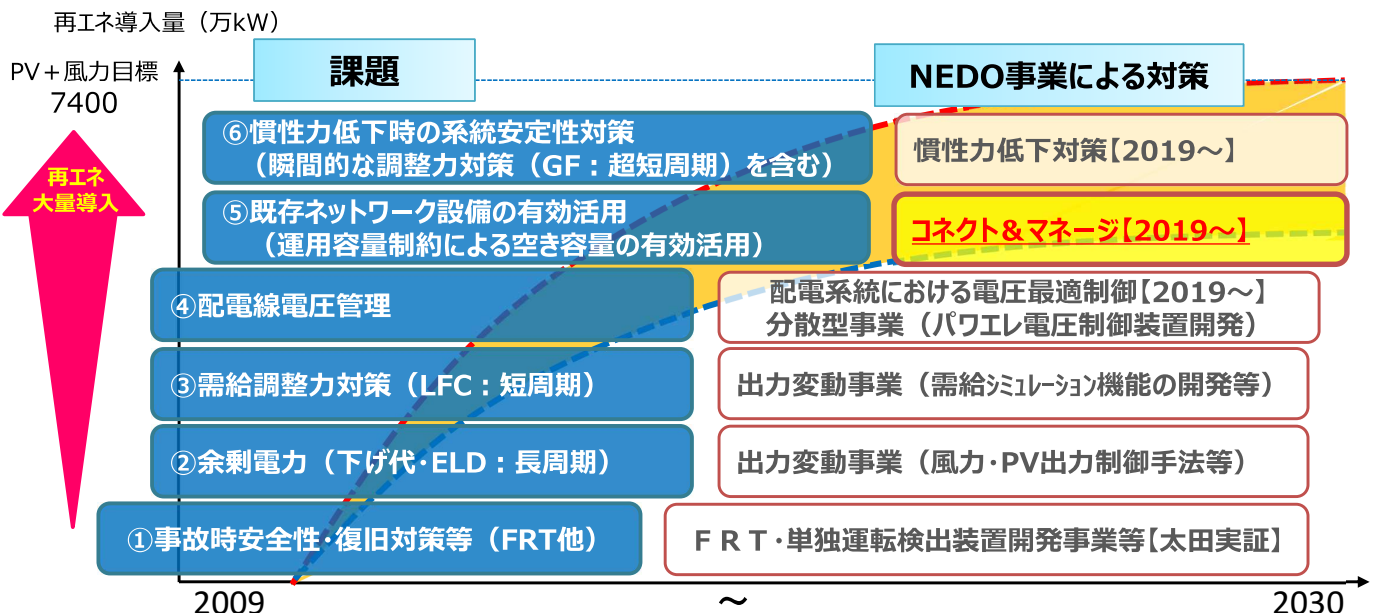 再エネ導入量（万kW）
PV＋風力目標
7400
課題
NEDO事業による対策
再エネ
大量導入
⑥慣性力低下時の系統安定性対策
（瞬間的な調整力対策（GF：超短周期）を含む）
慣性力低下対策【2019～】
⑤既存ネットワーク設備の有効活用
（運用容量制約による空き容量の有効活用）
コネクト＆マネージ【2019～】
④配電線電圧管理
配電系統における電圧最適制御【2019～】
分散型事業（パワエレ電圧制御装置開発）
③需給調整力対策（LFC：短周期）
出力変動事業（需給シミュレーション機能の開発等）
②余剰電力（下げ代・ELD：長周期）
出力変動事業（風力・PV出力制御手法等）
①事故時安全性・復旧対策等（FRT他）
ＦＲＴ・単独運転検出装置開発事業等【太田実証】
2009
～
2030